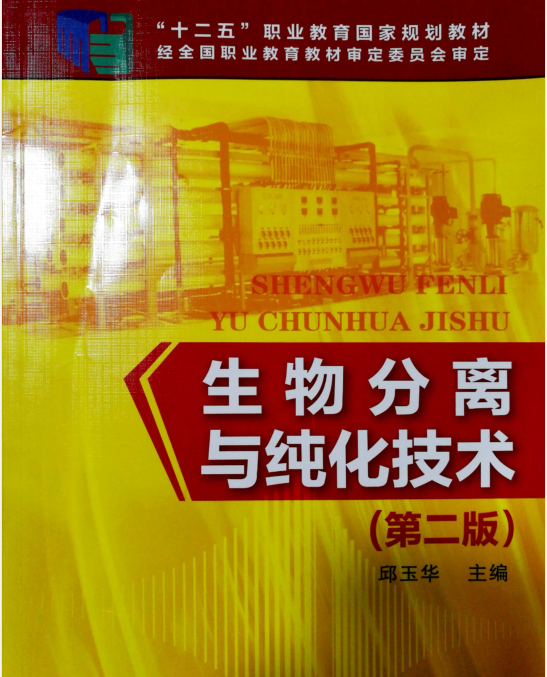 “十二五”职业教育国家规划教材
经全国职业教育教材审定委员会审定
SHENGWU FENLI
YU CHUNHUA JISHU
生物分离
与纯化技术
(第二版)
邱玉华 主编